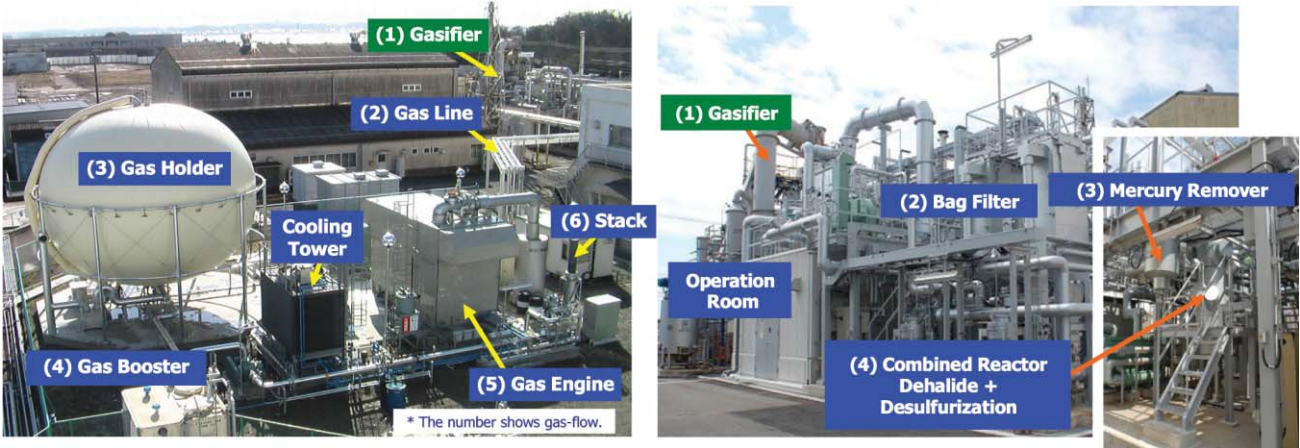 (1) Gasifier
(2) Gas Line
(3) Gas Holder
Cooling
Tower
(6) Stack
(4) Gas Booster
(5) Gas Engine
* The number shows gas-flow.
(1) Gasifier
(2) Bag Filter
(3) Mercury Remover
Operation
Room
(4) Combined Reactor
Dehalide +
Desulfurization